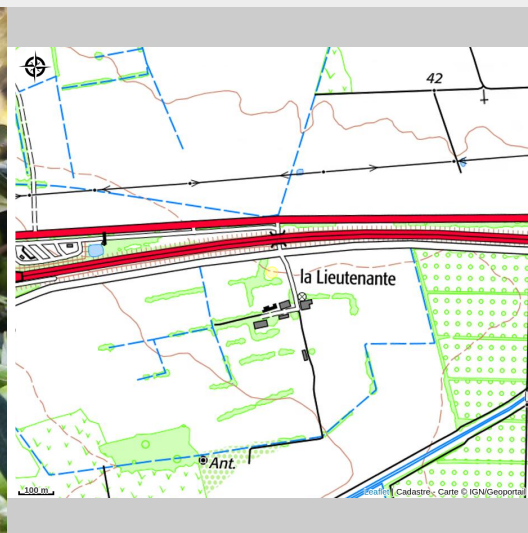 42
la Lieutenante
Ant.
100 m
Leaflet | Cadastre - Carte © IGN/Geoportail